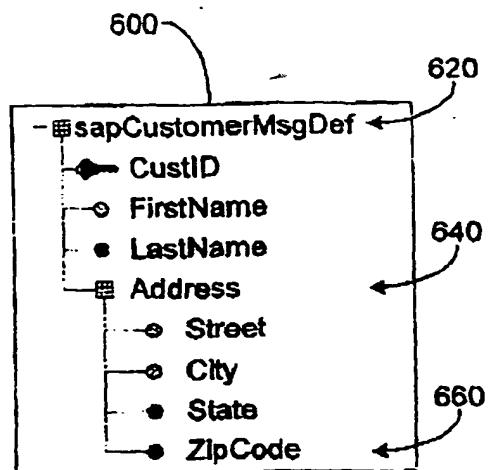 600
620
sapCustomerMsgDef
CustID
FirstName
LastName
640
Address
Street
City
State
660
ZipCode